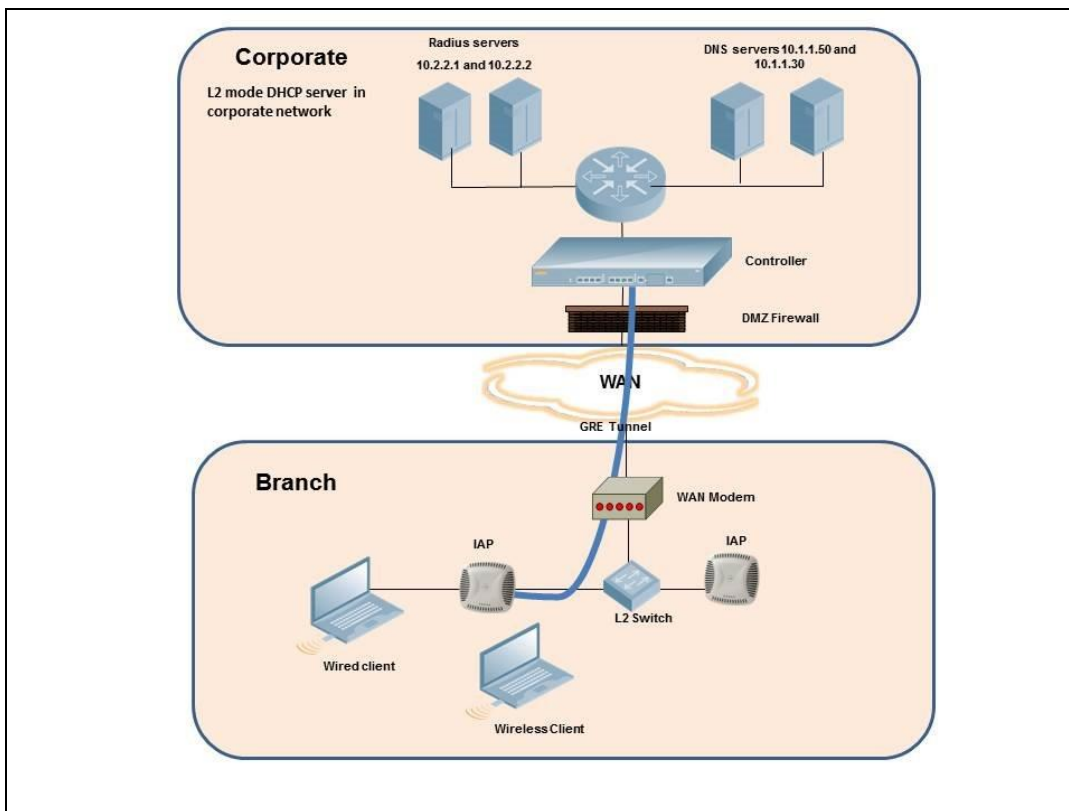 Corporate
L2 mode DHCP server in
corporate network
Radius servers
10.2.2.1 and 10.2.2.2
DNS servers 10.1.1.50 and
10.1.1.30
Controller
DMZ Firewall
WAN
GRE Tunnel
Branch
WAN Modem
IAP
IAP
L2 Switch
Wired client
Wireless Client